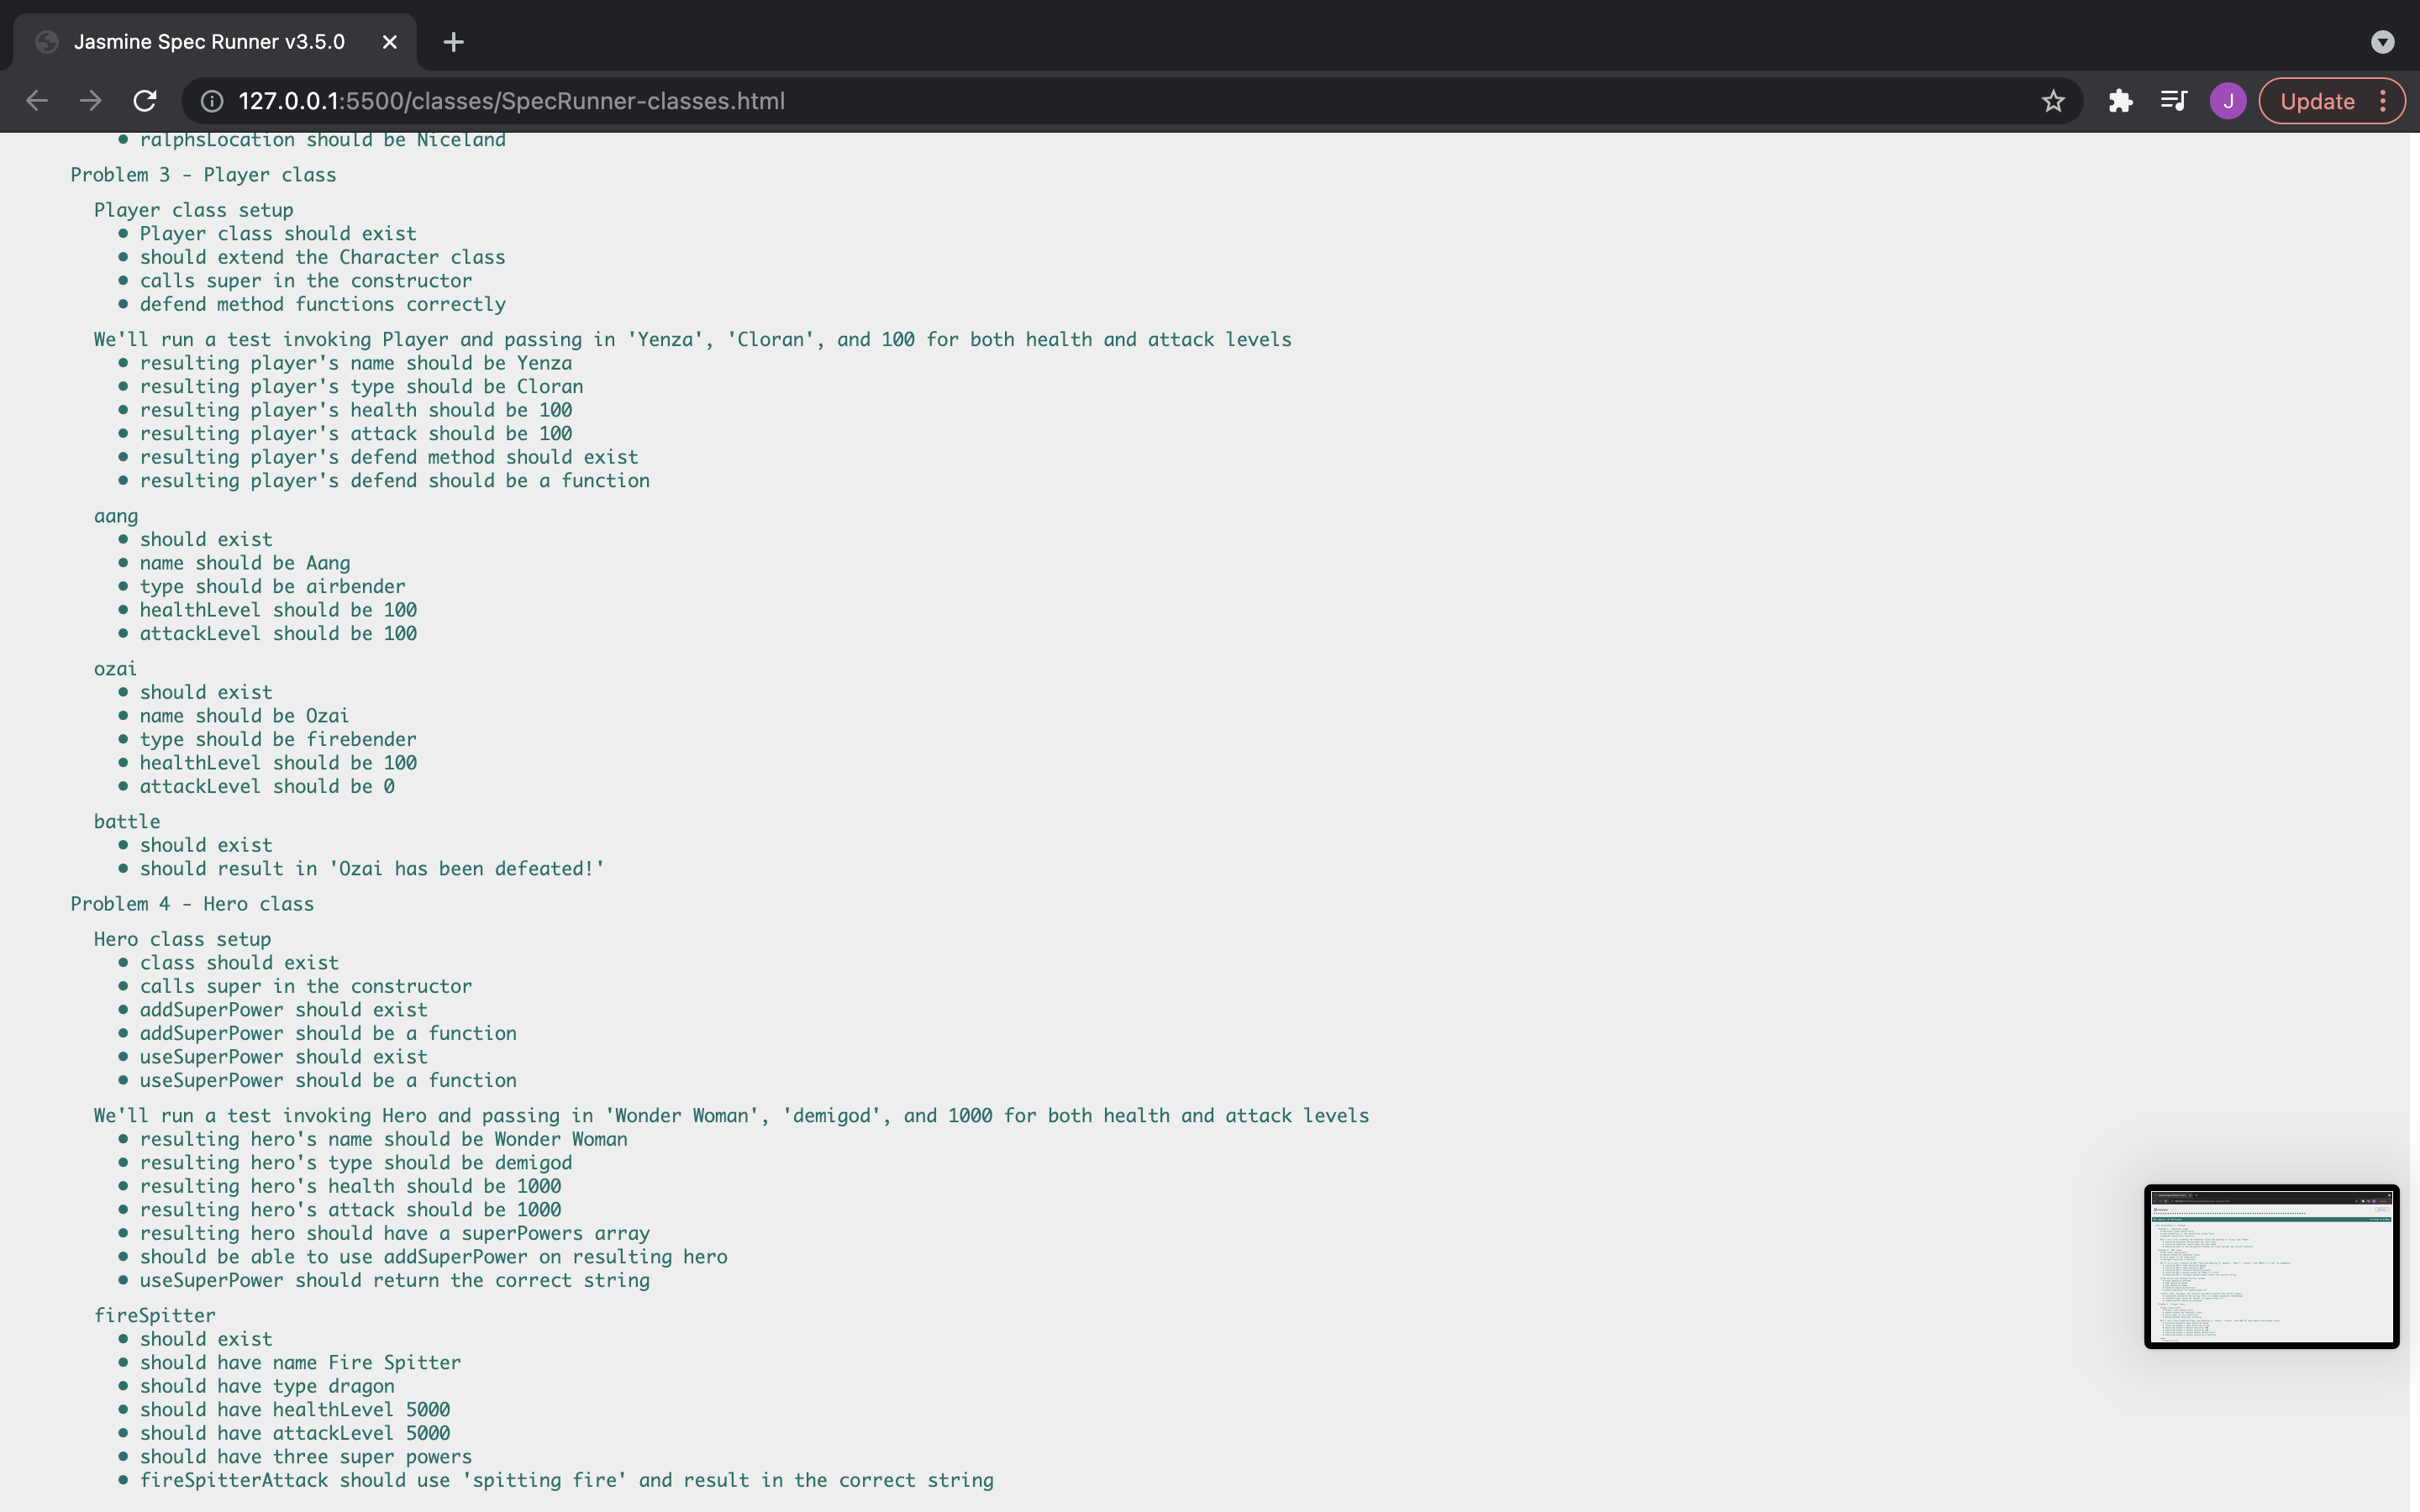 Jasmine Spec Runner v3.5.0
127.0.0.1:5500/classes/SpecRunner-classes.html
J
Update
• ralphsLocation should be Niceland
Problem 3 - Player class
Player class setup
• Player class should exist
• should extend the Character class
• calls super in the constructor
• defend method functions correctly
We'll run a test invoking Player and passing in 'Yenza', 'Cloran', and 100 for both health and attack levels
• resulting player's name should be Yenza
• resulting player's type should be Cloran
• resulting player's health should be 100
• resulting player's attack should be 100
• resulting player's defend method should exist
• resulting player's defend should be a function
aang
• should exist
• name should be Aang
• type should be airbender
• healthLevel should be 100
• attackLevel should be 100
ozai
• should exist
• name should be Ozai
• type should be firebender
• healthLevel should be 100
• attackLevel should be 0
battle
• should exist
• should result in 'Ozai has been defeated!'
Problem 4 - Hero class
Hero class setup
• class should exist
• calls super in the constructor
• addSuperPower should exist
• addSuperPower should be a function
• useSuperPower should exist
• useSuperPower should be a function
We'll run a test invoking Hero and passing in 'Wonder Woman', 'demigod', and 1000 for both health and attack levels
• resulting hero's name should be Wonder Woman
• resulting hero's type should be demigod
• resulting hero's health should be 1000
• resulting hero's attack should be 1000
• resulting hero should have a superPowers array
• should be able to use addSuperPower on resulting hero
• useSuperPower should return the correct string
fireSpitter
• should exist
• should have name Fire Spitter
• should have type dragon
• should have healthLevel 5000
• should have attackLevel 5000
• should have three super powers
• fireSpitterAttack should use 'spitting fire' and result in the correct string